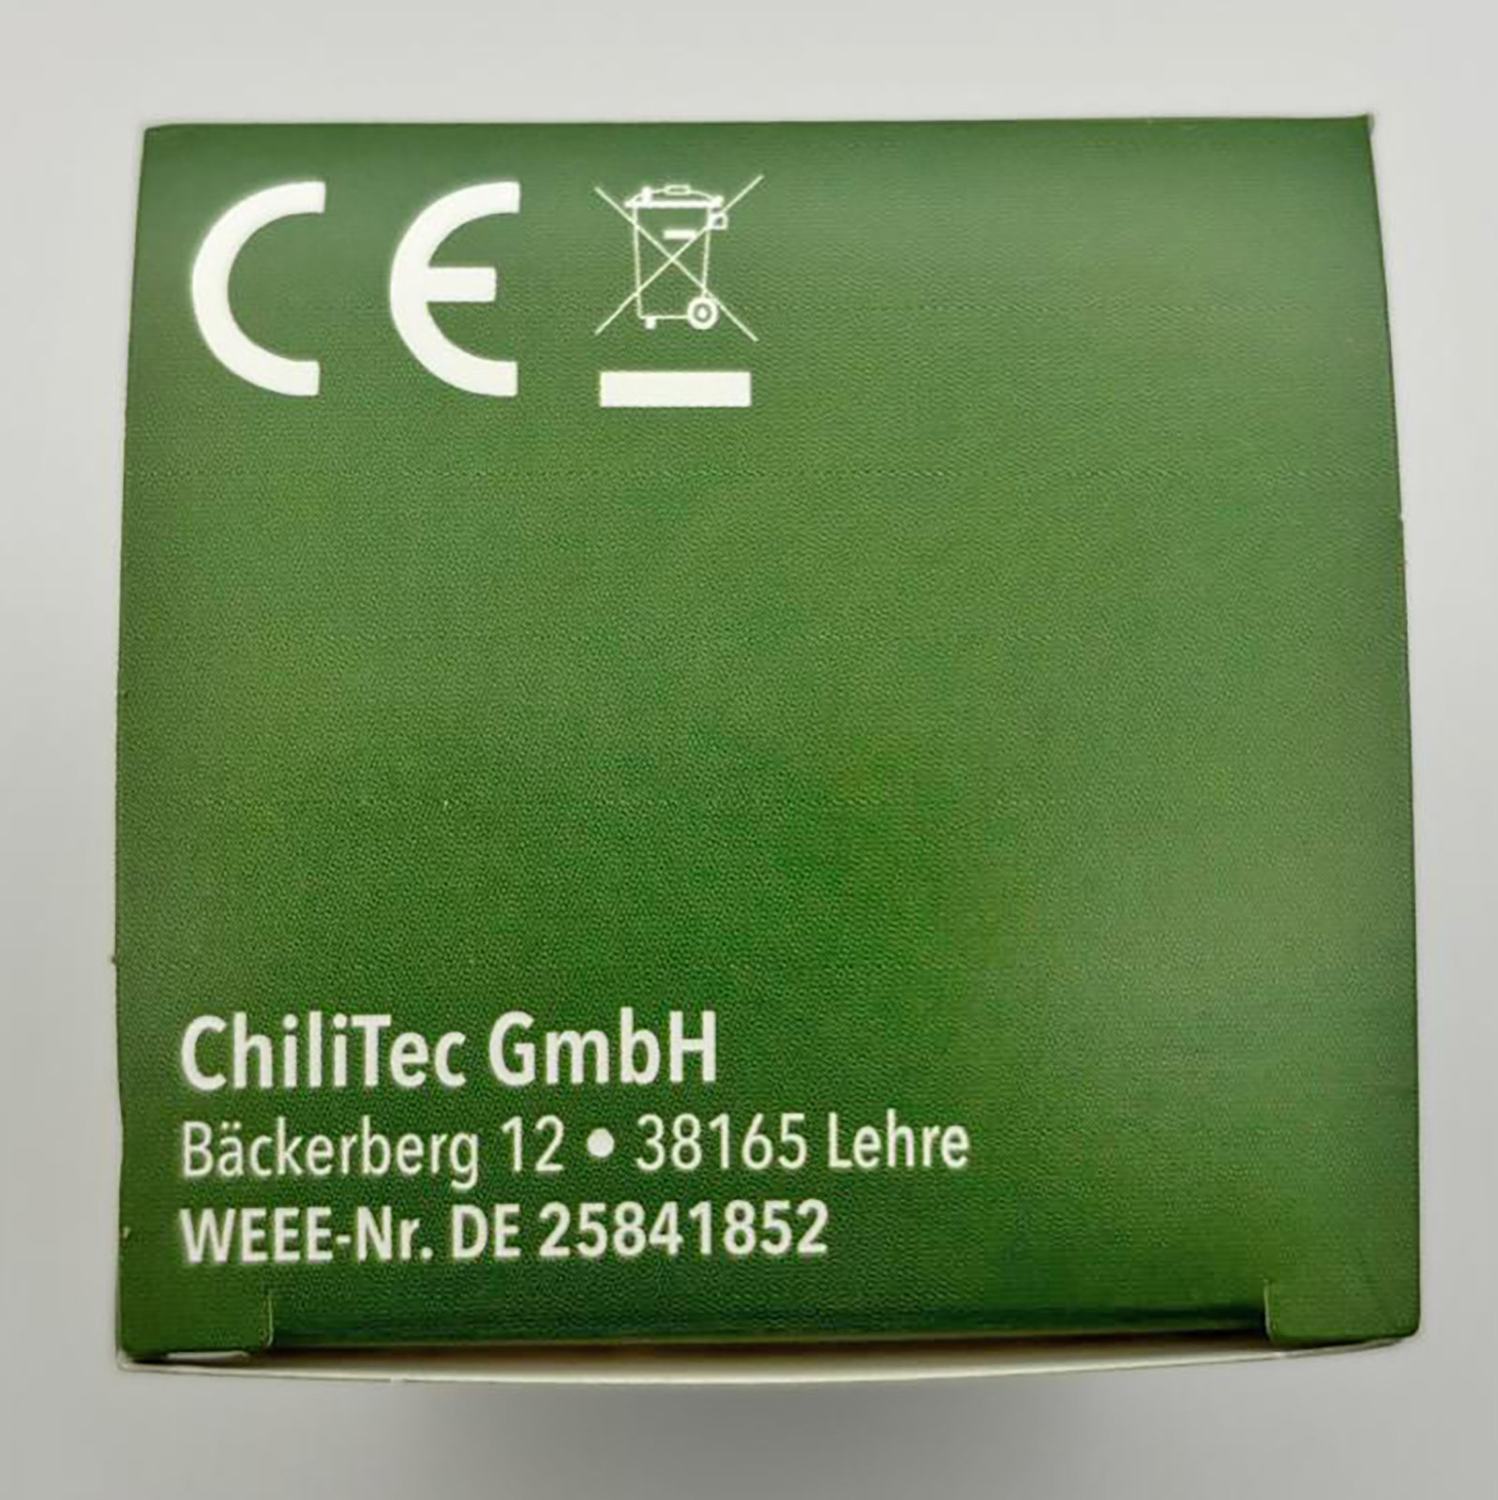 CE
ChiliTec GmbH
Bäckerberg 12 • 38165 Lehre
WEEE-Nr. DE 25841852